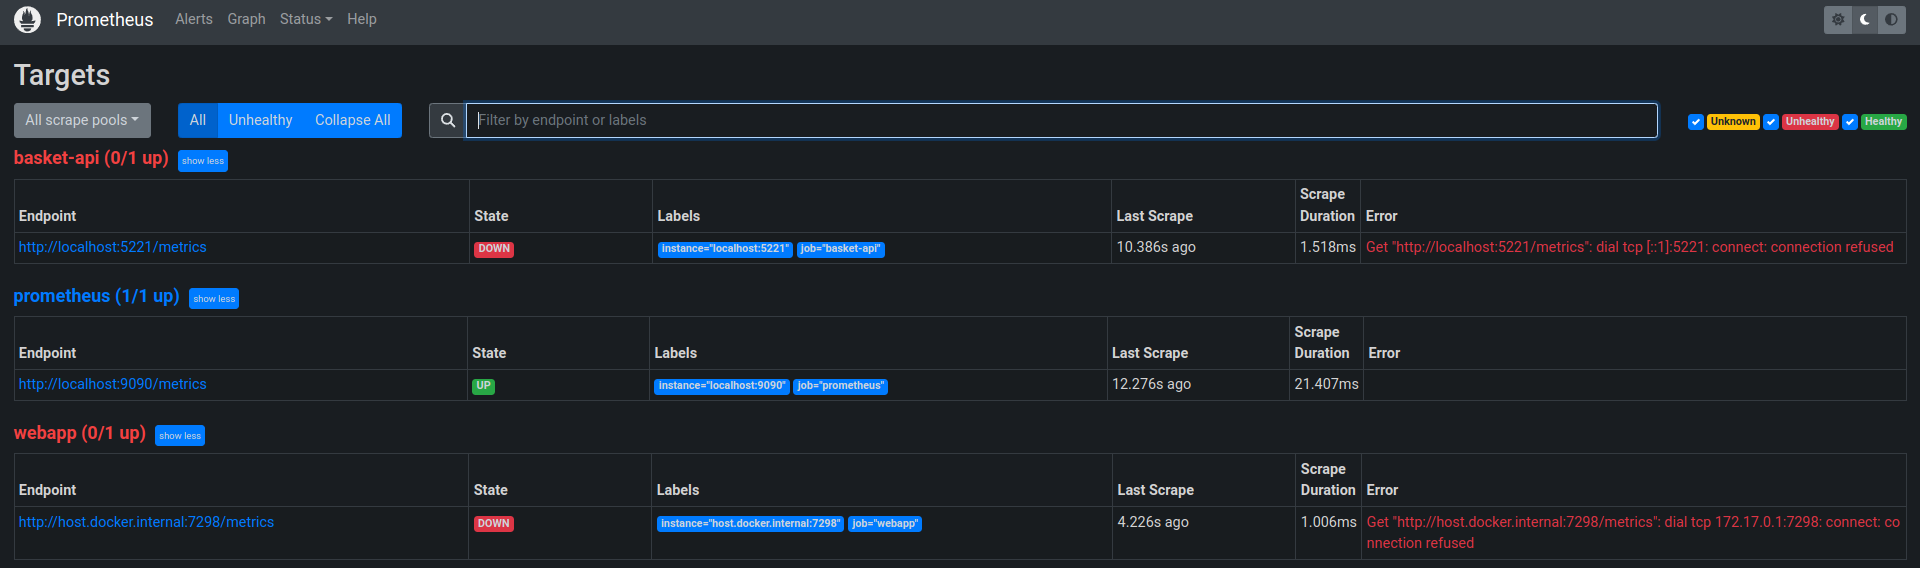 Prometheus Alerts Graph Status Help
Targets
All scrape pools All Unhealthy Collapse All Filter by endpoint or labels Unknown Unhealthy Healthy
basket-api (0/1 up) show less
Endpoint State Labels Last Scrape Scrape Duration Error
http://localhost:5221/metrics DOWN instance="localhost:5221" job="basket-api" 10.386s ago 1.518ms Get "http://localhost:5221/metrics": dial tcp [::1]:5221: connect: connection refused
prometheus (1/1 up) show less
Endpoint State Labels Last Scrape Scrape Duration Error
http://localhost:9090/metrics UP instance="localhost:9090" job="prometheus" 12.276s ago 21.407ms
webapp (0/1 up) show less
Endpoint State Labels Last Scrape Scrape Duration Error
http://host.docker.internal:7298/metrics DOWN instance="host.docker.internal:7298" job="webapp" 4.226s ago 1.006ms Get "http://host.docker.internal:7298/metrics": dial tcp 172.17.0.1:7298: connect: co
nnection refused